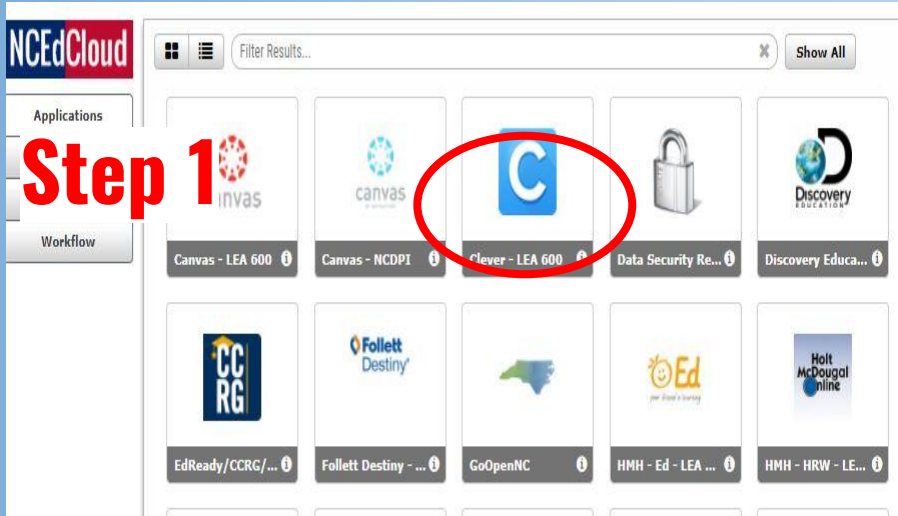 NCEdCloud
Filter Results...
Show All
Applications
Step 1
Workflow
canvas
Canvas - LEA 600
canvas
Canvas - NCDPI
C
Clever - LEA 600
Data Security Re...
DISCOVERY
EDUCATION
Discovery Educa...
CC
RG
EdReady/CCRG/...
Follett
Destiny
Follett Destiny - ...
GoOpenNC
Ed
HMH - Ed - LEA ...
Holt
McDougal
Online
HMH - HRW - LE...